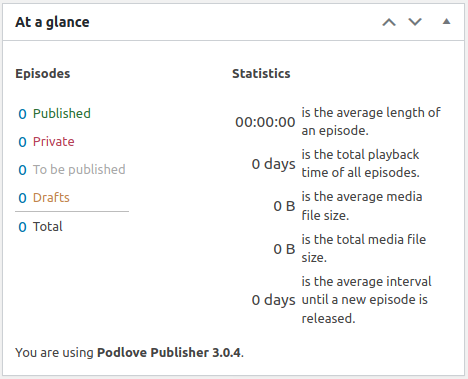 At a glance
Episodes
0 Published
0 Private
0 To be published
0 Drafts
0 Total
Statistics
00:00:00 is the average length of
an episode.
0 days is the total playback
time of all episodes.
0 B is the average media
file size.
0 B is the total media file
size.
0 days is the average interval
until a new episode is
released.
You are using Podlove Publisher 3.0.4.